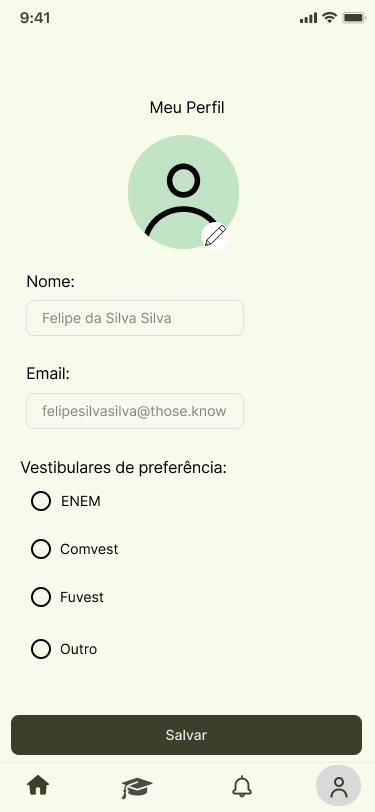 9:41
Meu Perfil
Nome:
Felipe da Silva Silva
Email:
felipesilvasilva@those.know
Vestibulares de preferência:
ENEM
Comvest
Fuvest
Outro
Salvar